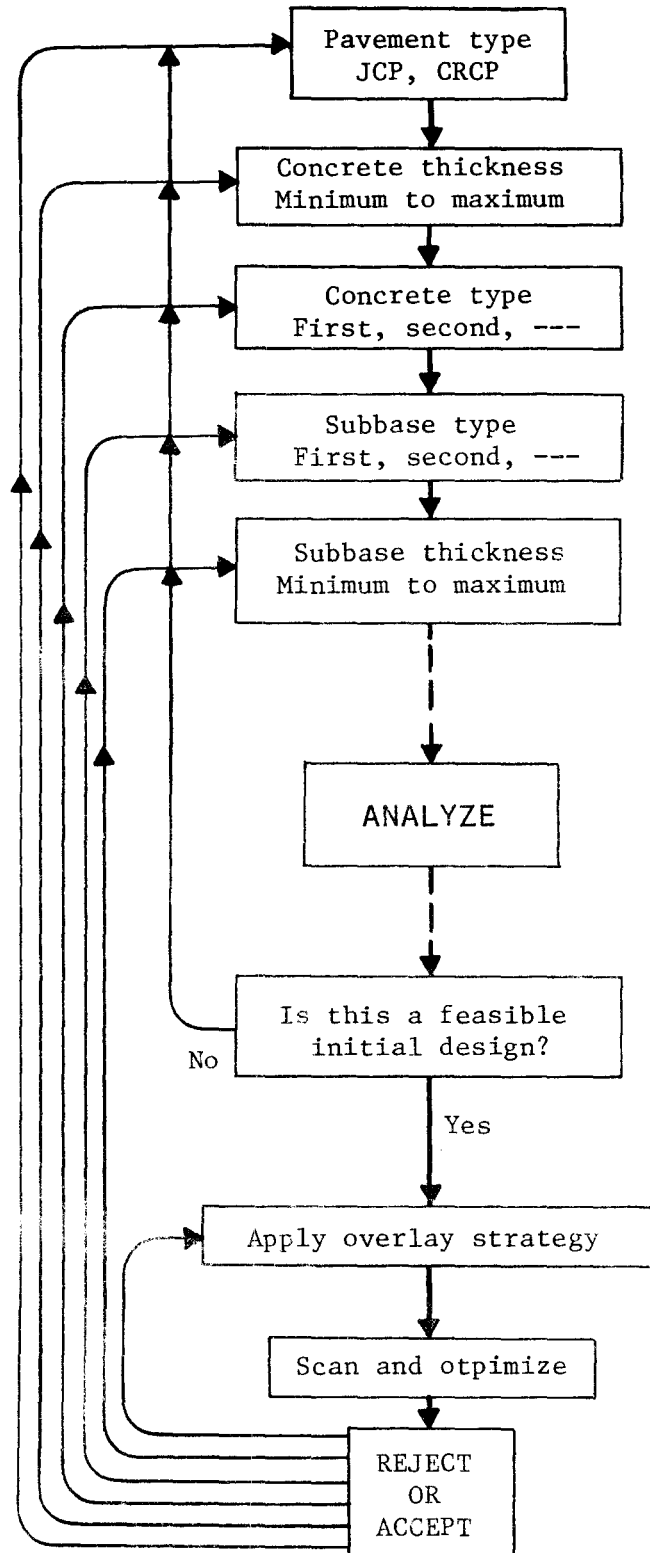 Pavement type
JCP, CRCP
Concrete thickness
Minimum to maximum
Concrete type
First, second, ---
Subbase type
First, second, ---
Subbase thickness
Minimum to maximum
ANALYZE
Is this a feasible
initial design?
No
Yes
Apply overlay strategy
Scan and otpimize
REJECT
OR
ACCEPT